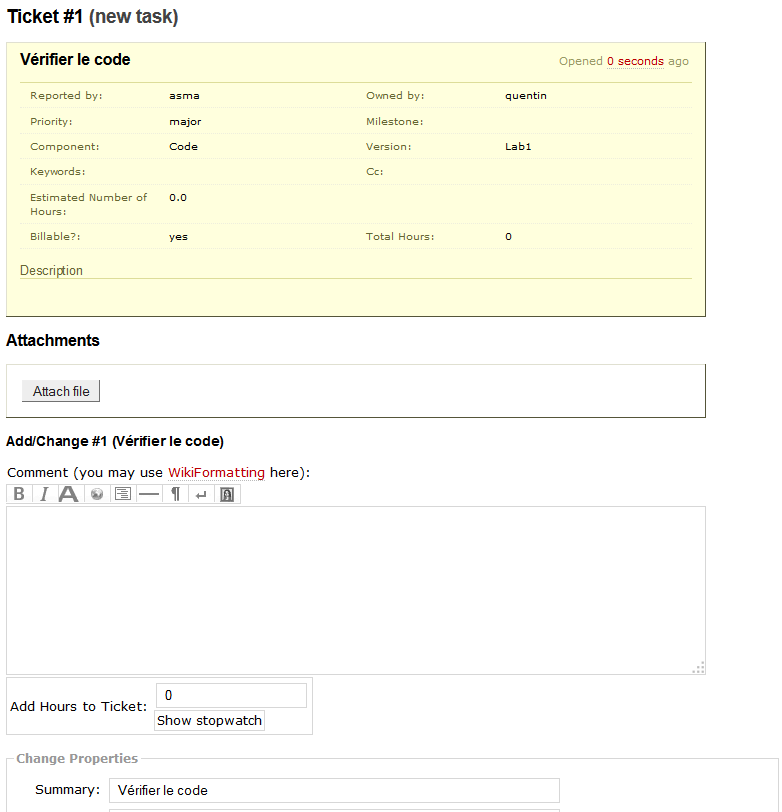 Ticket #1 (new task)
Vérifier le code
Opened 0 seconds ago
Reported by: asma Owned by: quentin
Priority: major Milestone:
Component: Code Version: Lab1
Keywords: Cc:
Estimated Number of Hours: 0.0
Billable?: yes Total Hours: 0
Description
Attachments
Attach file
Add/Change #1 (Vérifier le code)
Comment (you may use WikiFormatting here):
B I A ¶ ↵
Add Hours to Ticket: 0
Show stopwatch
Change Properties
Summary: Vérifier le code